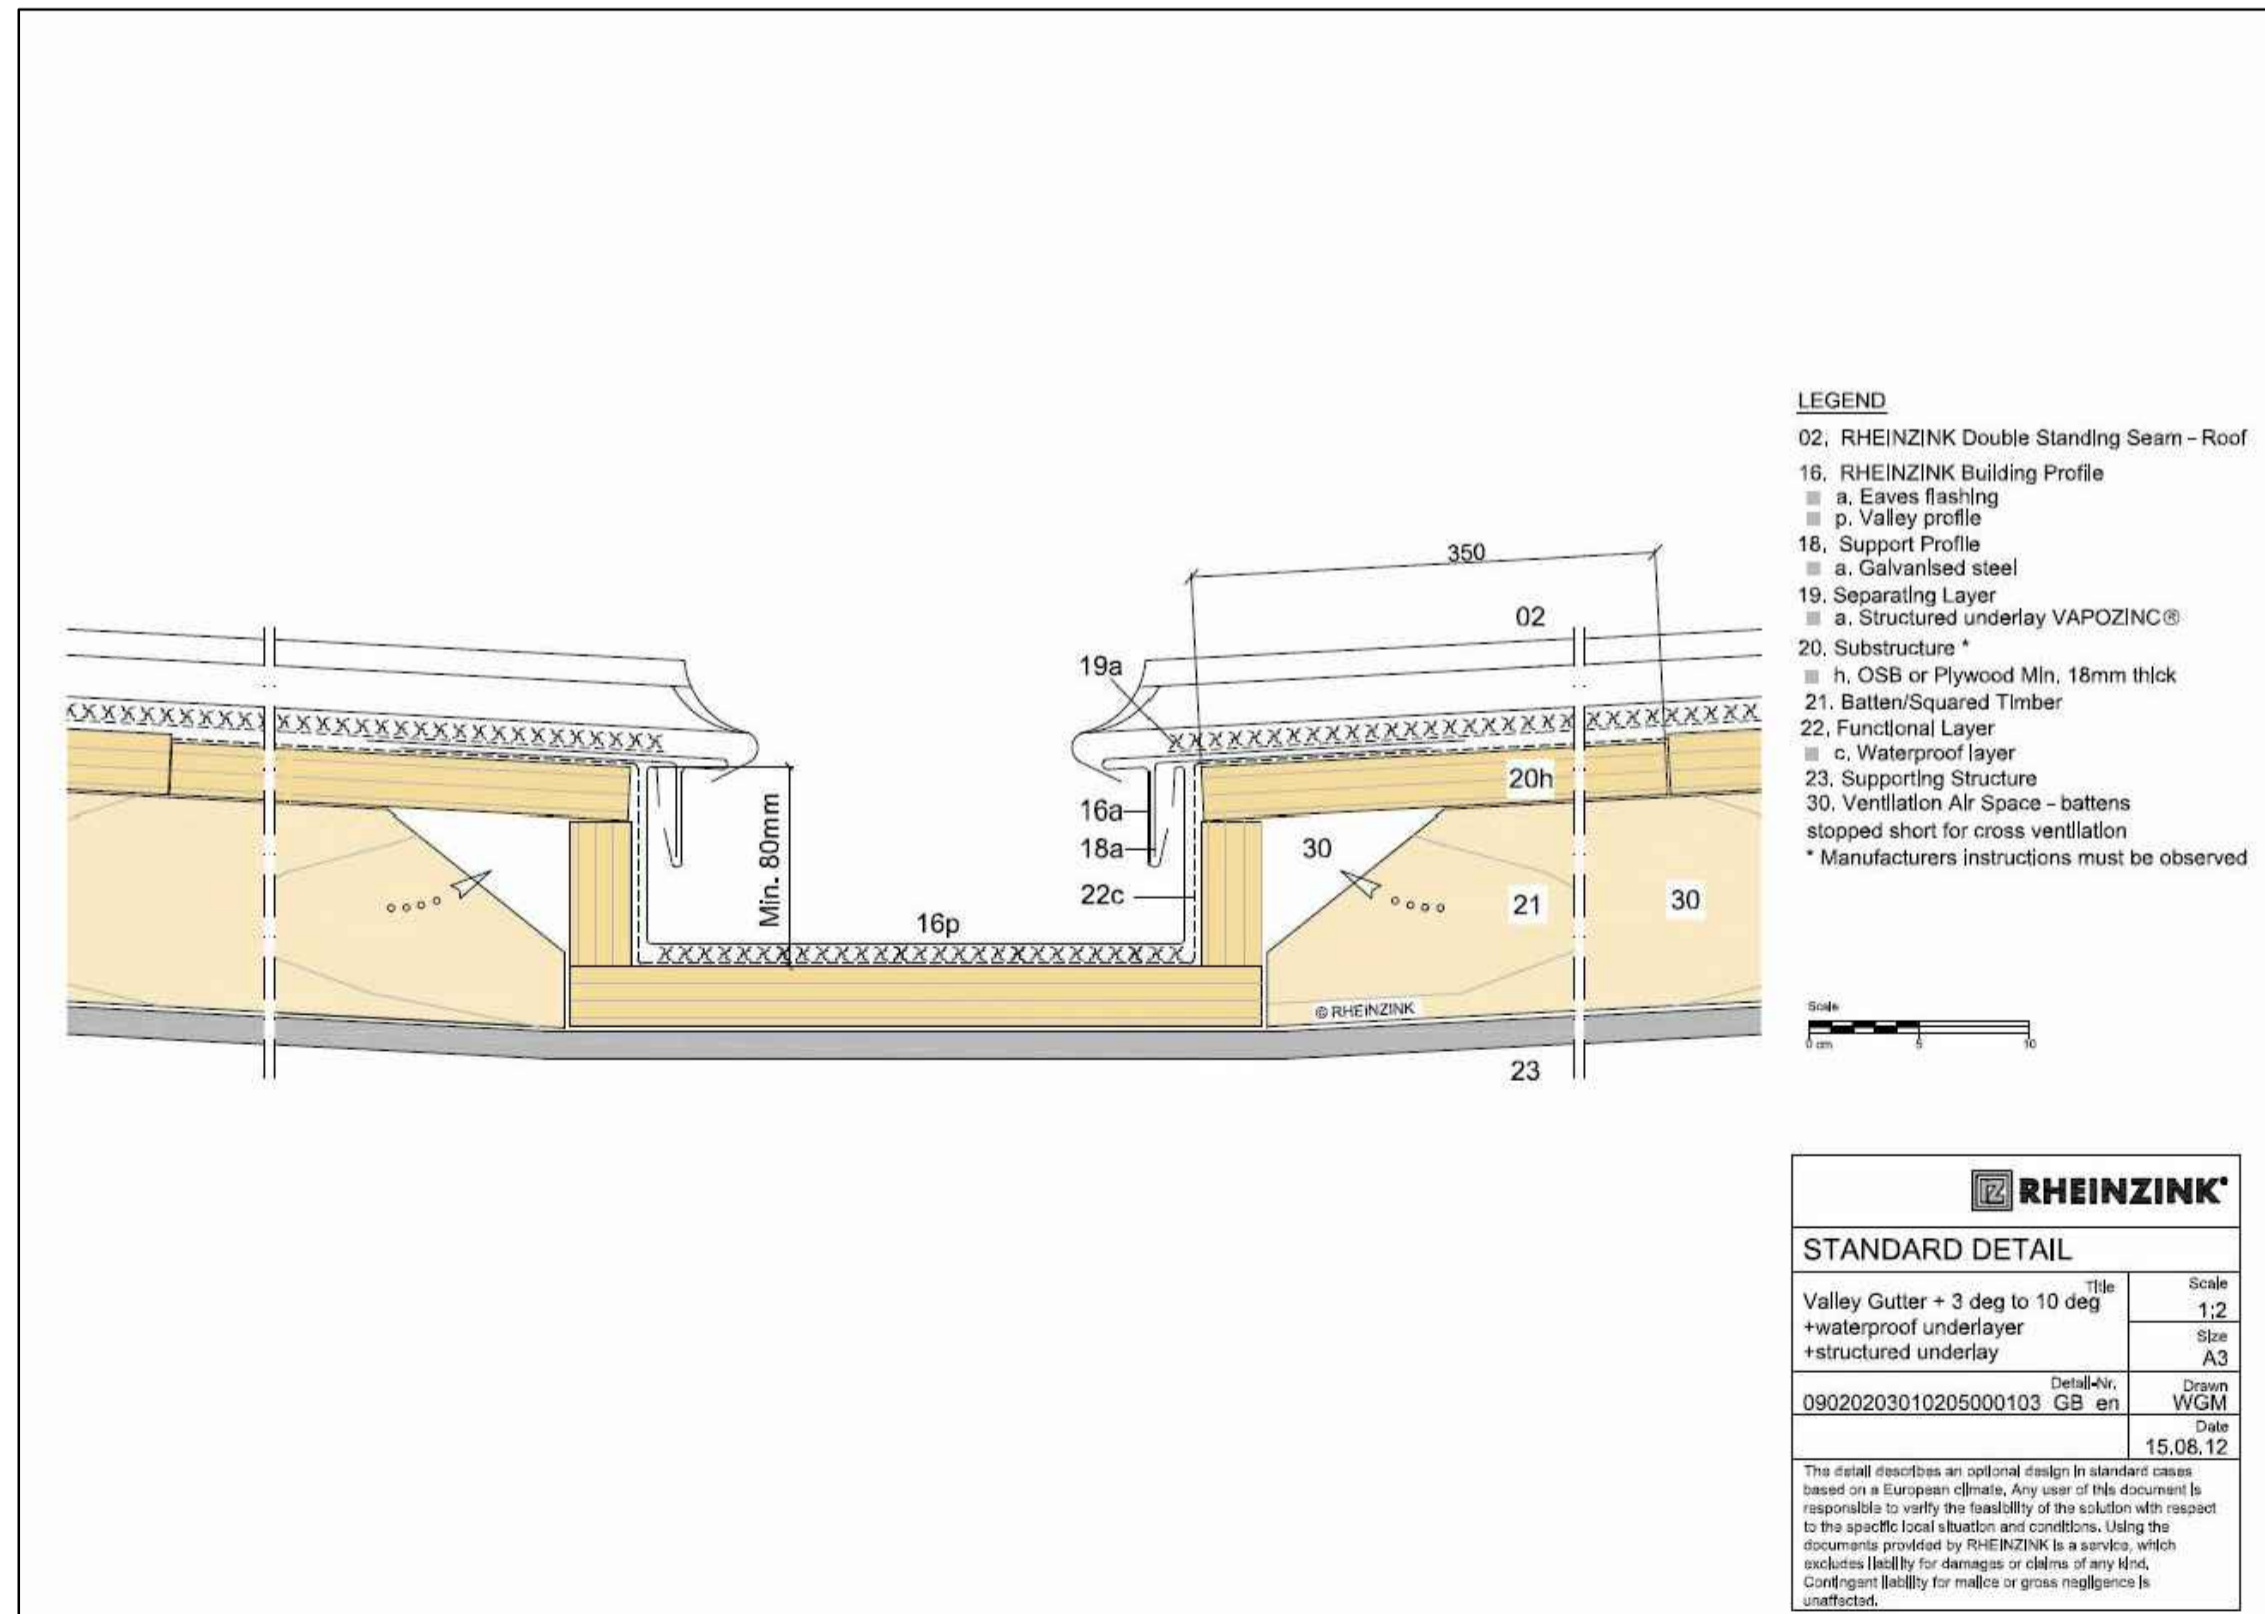 350
02
19a
20h
16a
18a
22c
Min. 80mm
16p
30
21
30
© RHEINZINK
23
LEGEND
02. RHEINZINK Double Standing Seam - Roof
16. RHEINZINK Building Profile
a. Eaves flashing
p. Valley profile
18. Support Profile
a. Galvanised steel
19. Separating Layer
a. Structured underlay VAPOZINC®
20. Substructure *
h. OSB or Plywood Min. 18mm thick
21. Batten/Squared Timber
22. Functional Layer
c. Waterproof layer
23. Supporting Structure
30. Ventilation Air Space - battens
stopped short for cross ventilation
* Manufacturers instructions must be observed
Scale
0 cm 5 10
RHEINZINK
STANDARD DETAIL
Title
Valley Gutter + 3 deg to 10 deg
+waterproof underlayer
+structured underlay
Scale
1:2
Size
A3
Detail-Nr.
09020203010205000103 GB en
Drawn
WGM
Date
15.08.12
The detail describes an optional design in standard cases
based on a European climate. Any user of this document is
responsible to verify the feasibility of the solution with respect
to the specific local situation and conditions. Using the
documents provided by RHEINZINK is a service, which
excludes liability for damages or claims of any kind.
Contingent liability for malice or gross negligence is
unaffected.